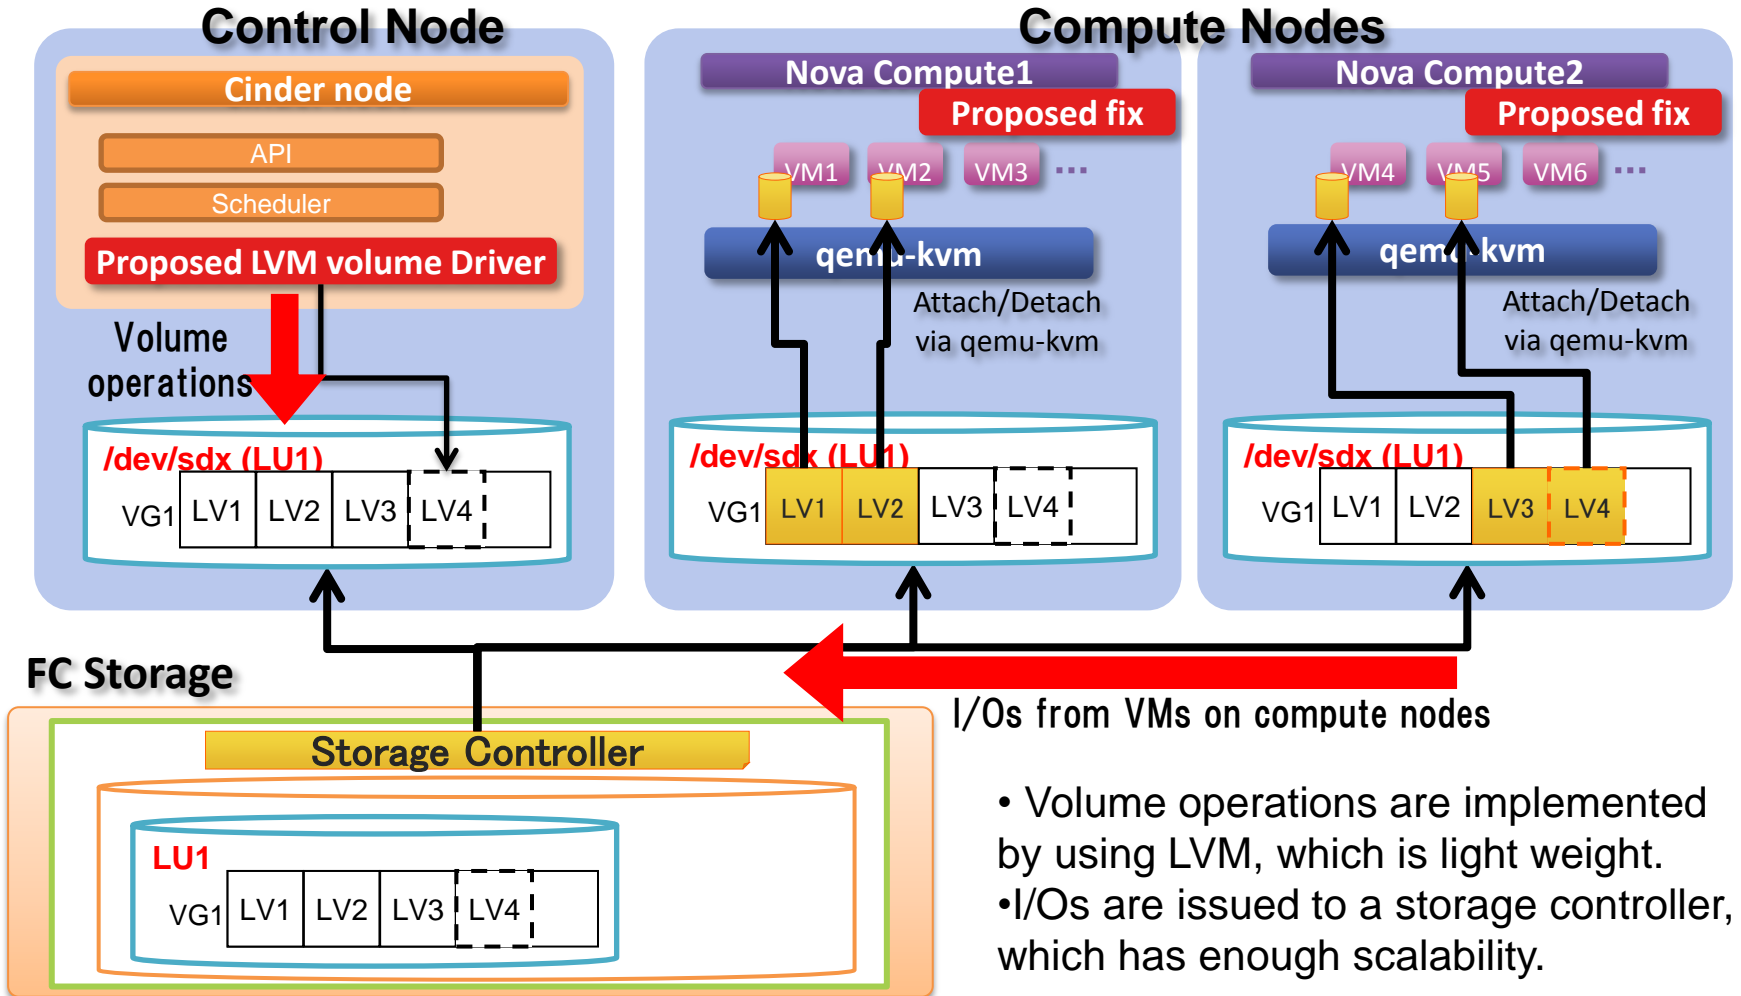 Control Node
Compute Nodes
Cinder node
API
Scheduler
Proposed LVM volume Driver
Volume
operations
/dev/sdx (LU1)
VG1 LV1 LV2 LV3 LV4
Nova Compute1
Proposed fix
VM1 VM2 VM3 ...
qemu-kvm
Attach/Detach
via qemu-kvm
/dev/sdx (LU1)
VG1 LV1 LV2 LV3 LV4
Nova Compute2
Proposed fix
VM4 VM5 VM6 ...
qemu-kvm
Attach/Detach
via qemu-kvm
/dev/sdx (LU1)
VG1 LV1 LV2 LV3 LV4
FC Storage
I/Os from VMs on compute nodes
Storage Controller
LU1
VG1 LV1 LV2 LV3 LV4
• Volume operations are implemented
by using LVM, which is light weight.
•I/Os are issued to a storage controller,
which has enough scalability.